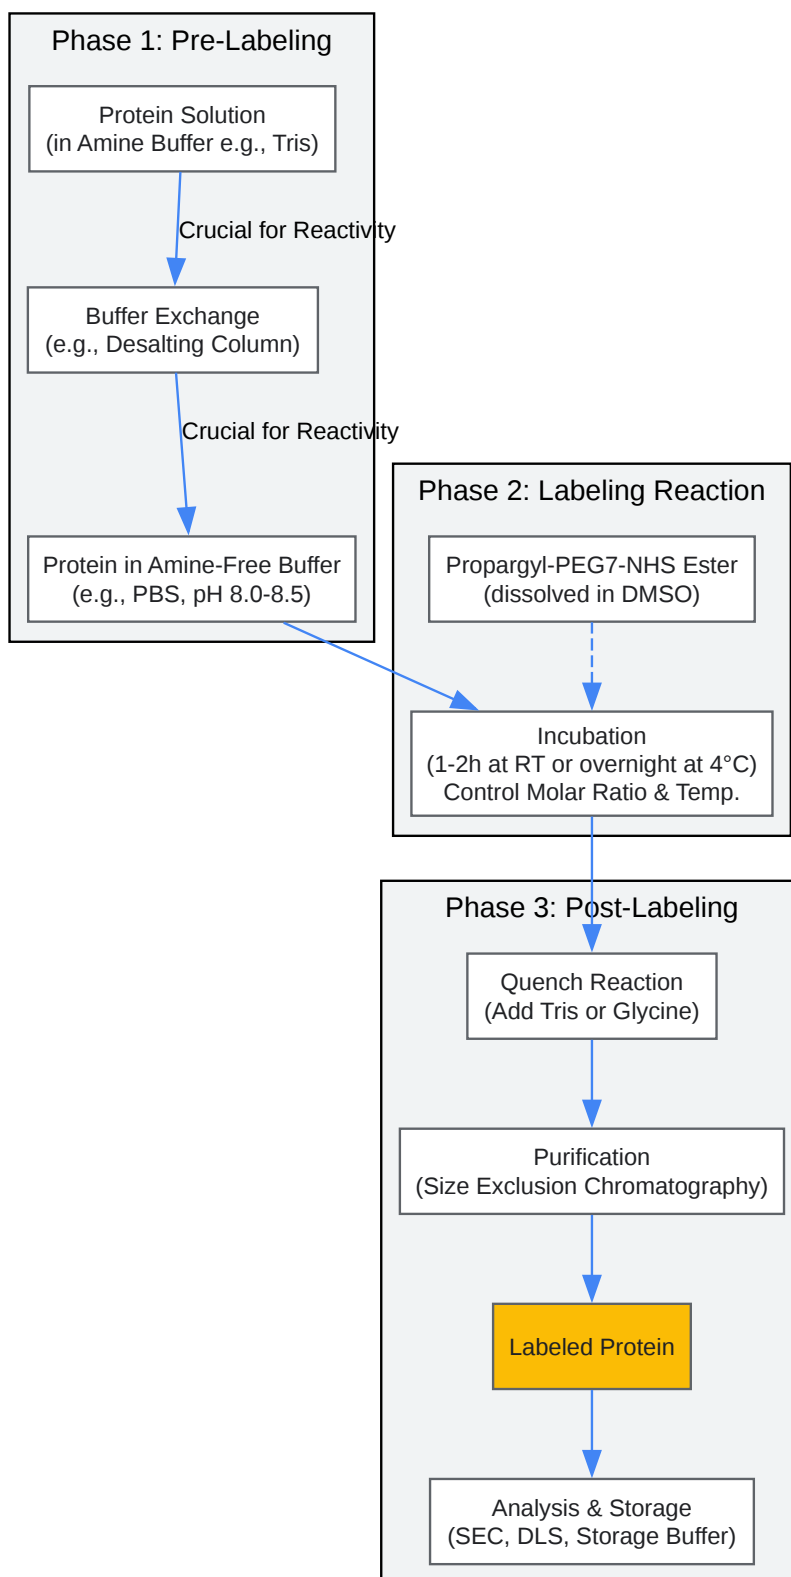 Phase 1: Pre-Labeling
Protein Solution
(in Amine Buffer e.g., Tris)
Crucial for Reactivity
Buffer Exchange
(e.g., Desalting Column)
Crucial for Reactivity
Protein in Amine-Free Buffer
(e.g., PBS, pH 8.0-8.5)
Phase 2: Labeling Reaction
Propargyl-PEG7-NHS Ester
(dissolved in DMSO)
Incubation
(1-2h at RT or overnight at 4°C)
Control Molar Ratio & Temp.
Phase 3: Post-Labeling
Quench Reaction
(Add Tris or Glycine)
Purification
(Size Exclusion Chromatography)
Labeled Protein
Analysis & Storage
(SEC, DLS, Storage Buffer)